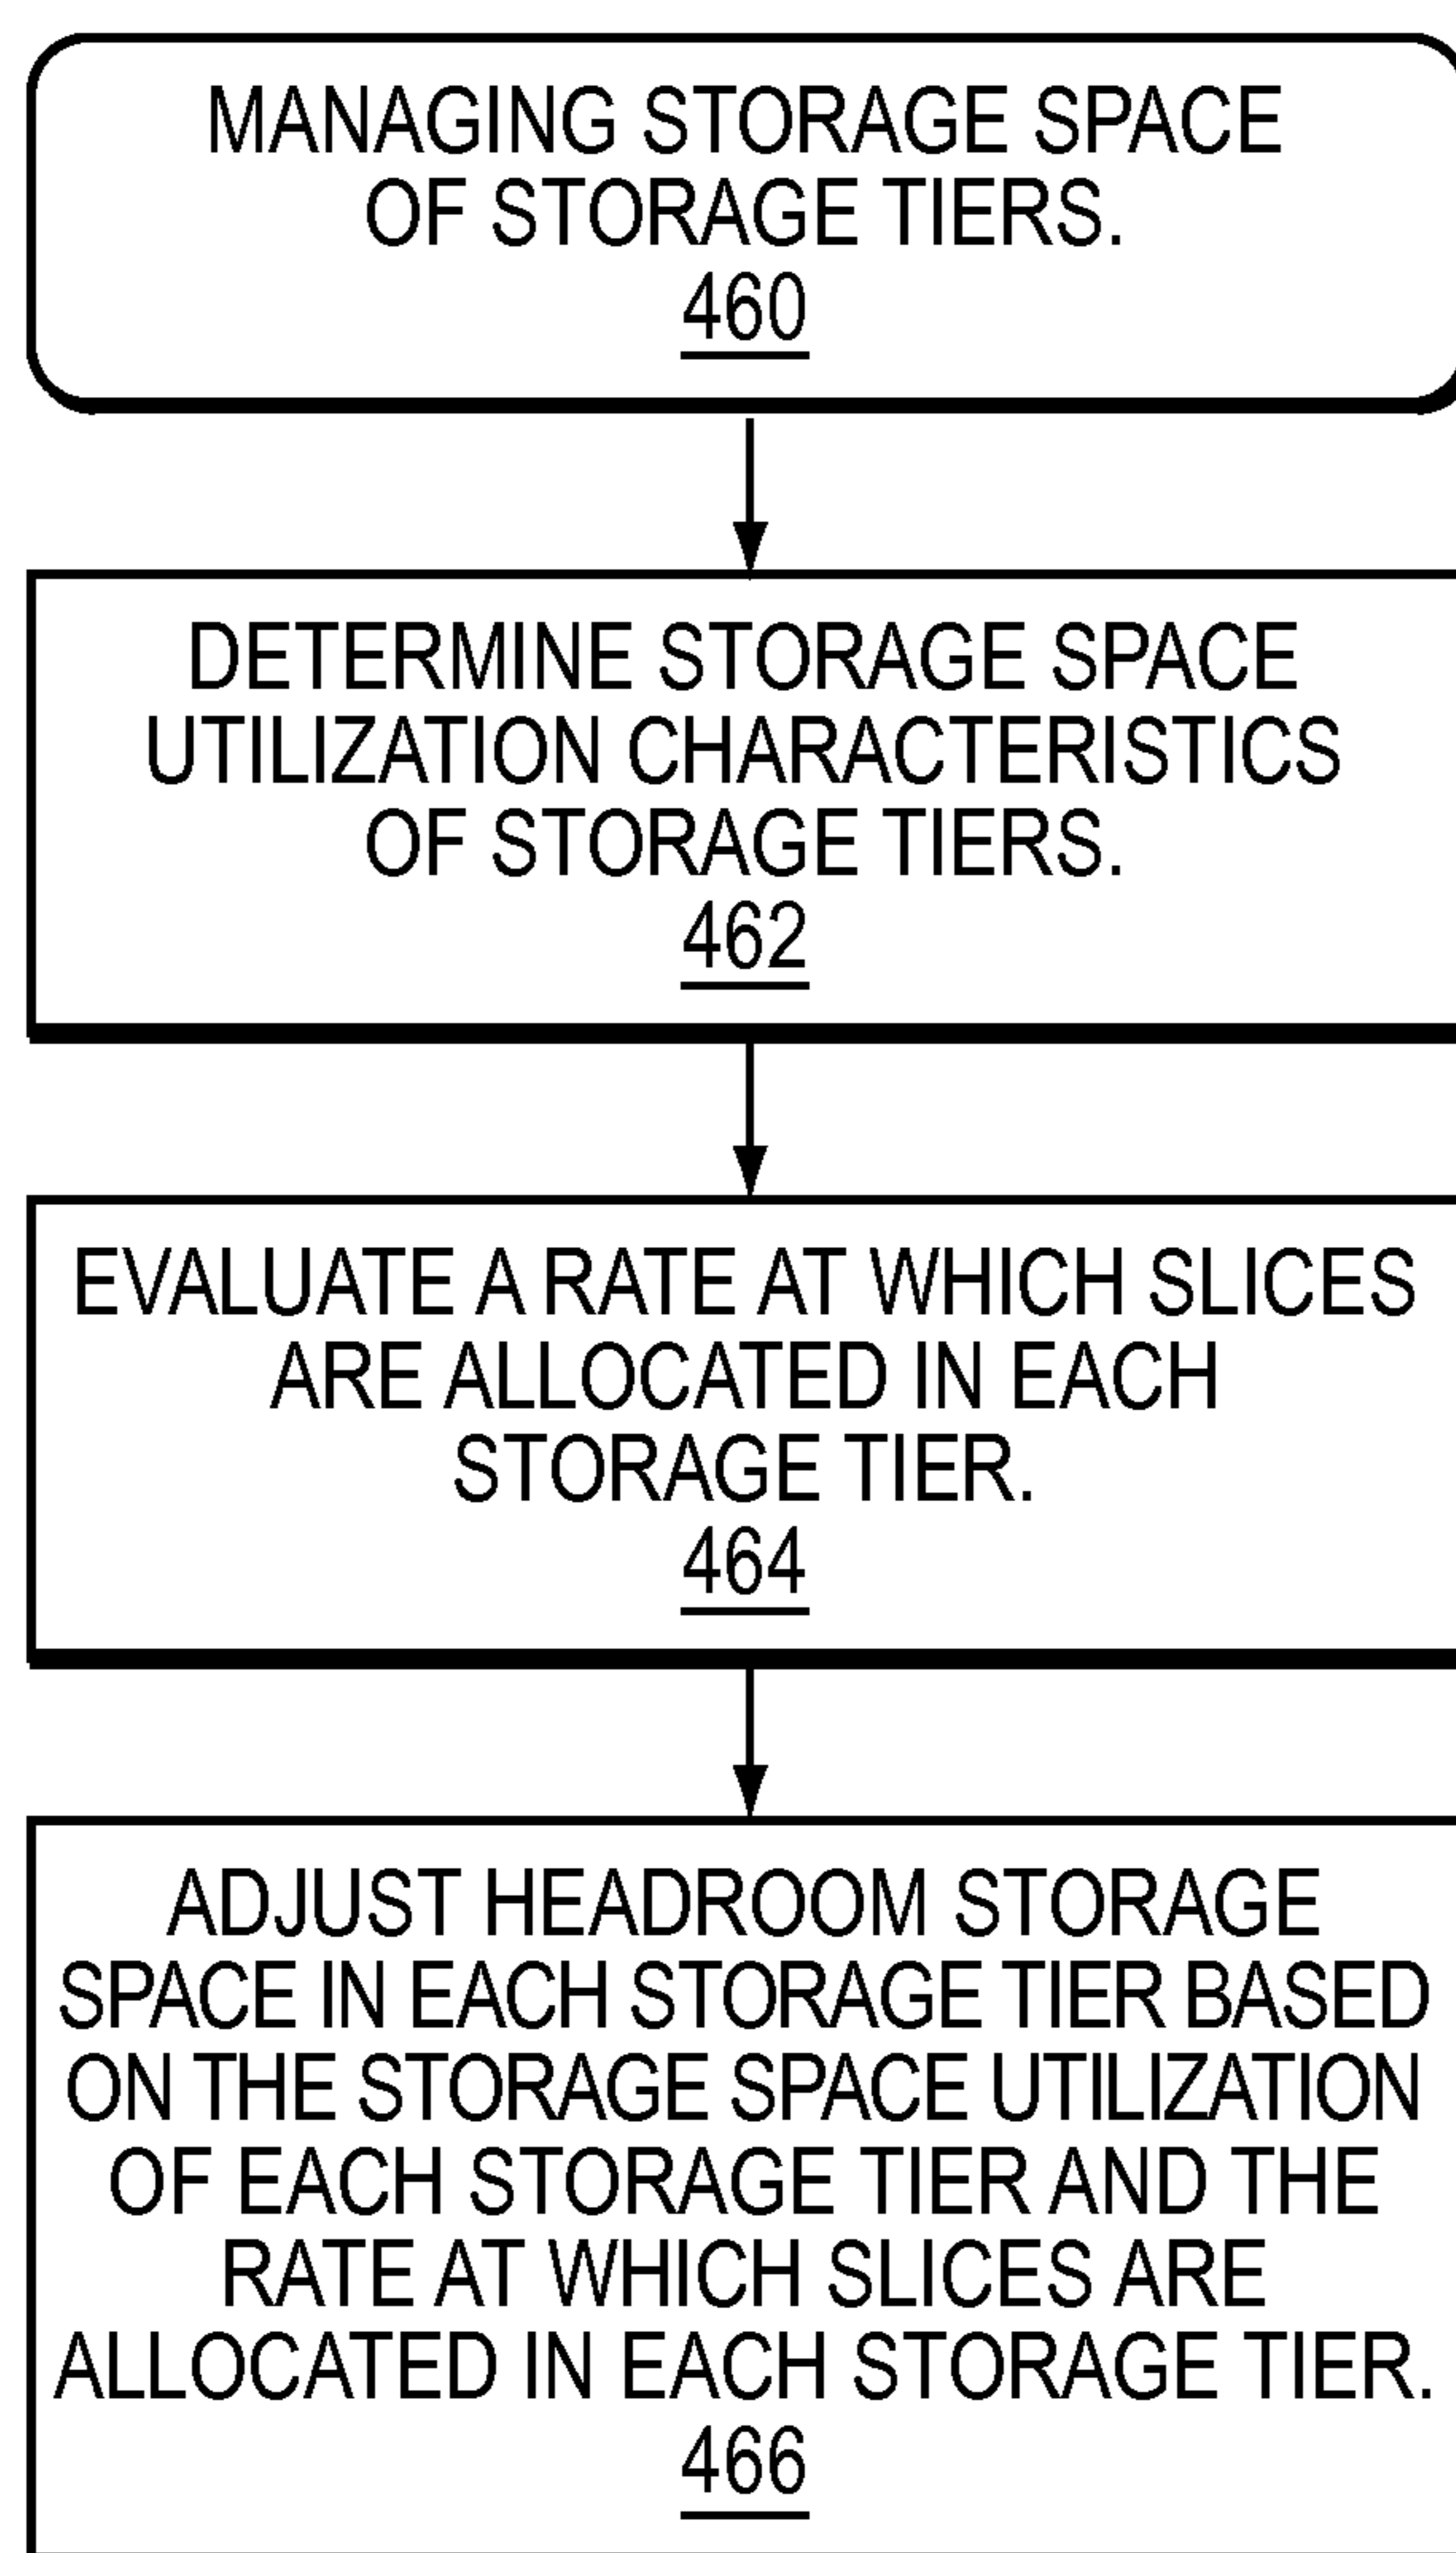 MANAGING STORAGE SPACE
OF STORAGE TIERS.
460
DETERMINE STORAGE SPACE
UTILIZATION CHARACTERISTICS
OF STORAGE TIERS.
462
EVALUATE A RATE AT WHICH SLICES
ARE ALLOCATED IN EACH
STORAGE TIER.
464
ADJUST HEADROOM STORAGE
SPACE IN EACH STORAGE TIER BASED
ON THE STORAGE SPACE UTILIZATION
OF EACH STORAGE TIER AND THE
RATE AT WHICH SLICES ARE
ALLOCATED IN EACH STORAGE TIER.
466